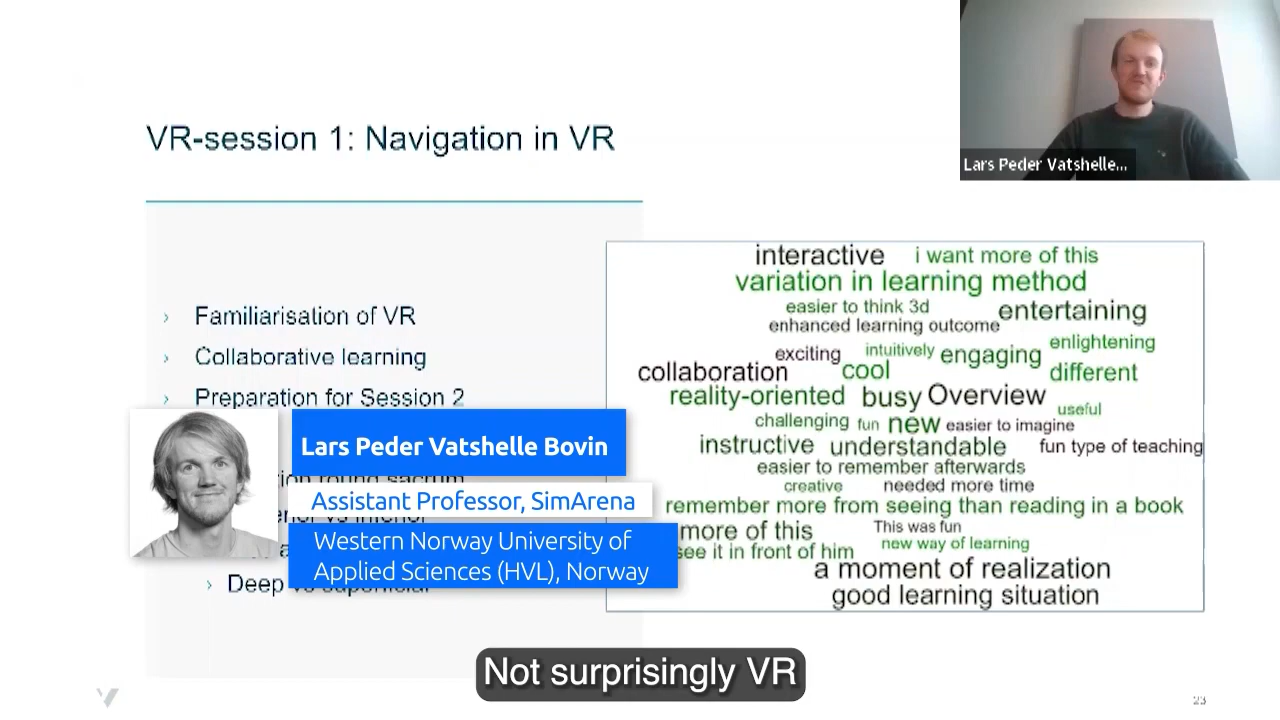 VR-session 1: Navigation in VR
Lars Peder Vatshelle...
› Familiarisation of VR
› Collaborative learning
› Preparation for Session 2
round sacrum
vs
› Deep vs superficial
Lars Peder Vatshelle Bovin
Assistant Professor, SimArena
Western Norway University of
Applied Sciences (HVL), Norway
interactive i want more of this
variation in learning method
easier to think 3d entertaining
enhanced learning outcome
exciting intuitively engaging enlightening
collaboration cool different
reality-oriented busy Overview useful
challenging fun new easier to imagine
instructive understandable fun type of teaching
easier to remember afterwards
creative needed more time
remember more from seeing than reading in a book
more of this This was fun
see it in front of him new way of learning
a moment of realization
good learning situation
Not surprisingly VR
23